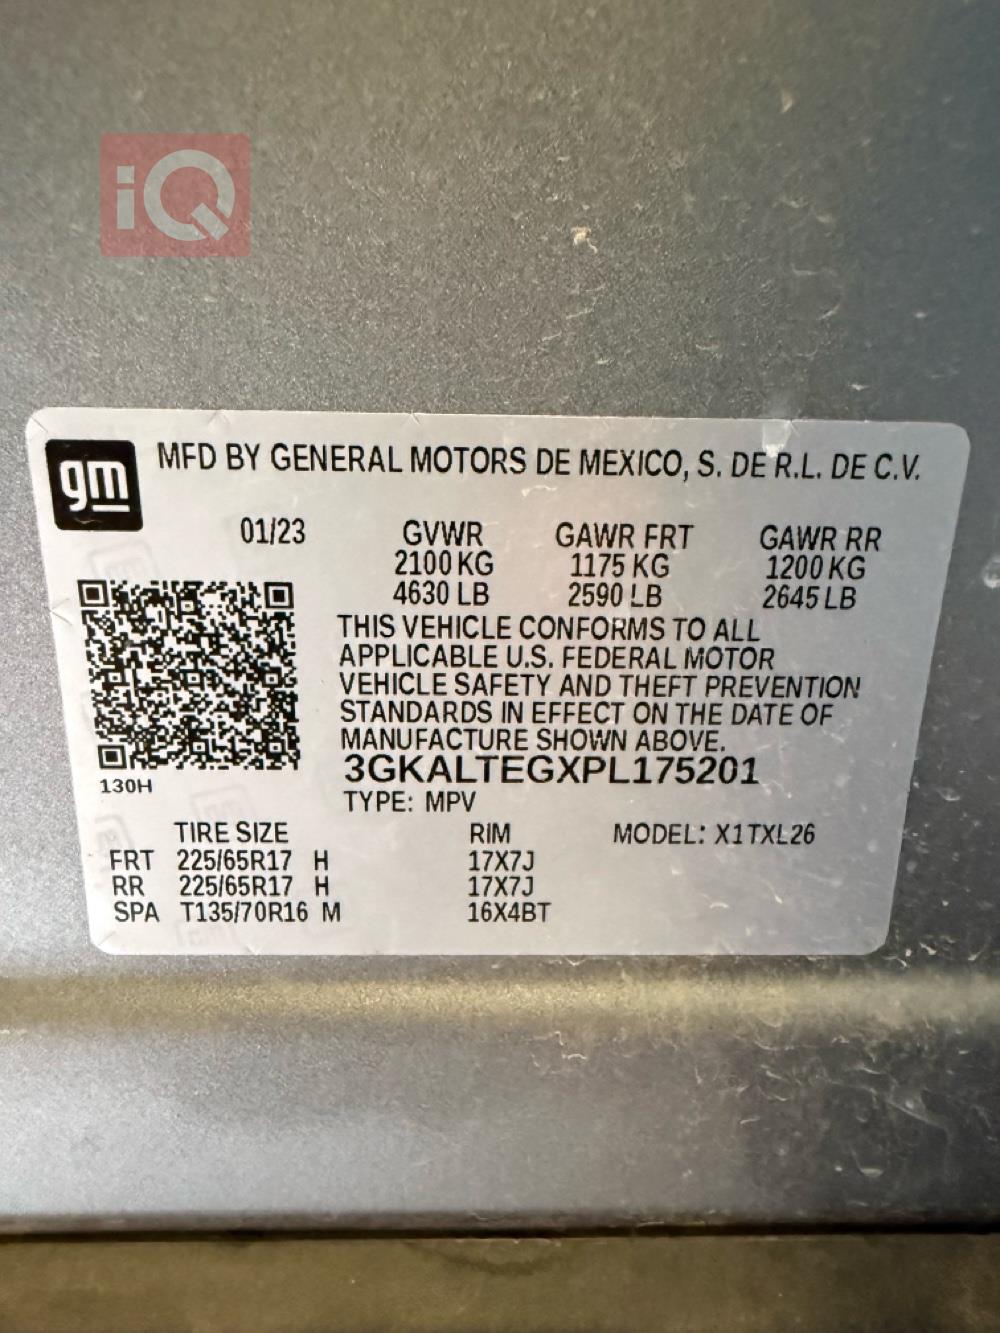 iQ
gm
MFD BY GENERAL MOTORS DE MEXICO, S. DE R.L. DE C.V.
01/23 GVWR GAWR FRT GAWR RR
2100 KG 1175 KG 1200 KG
4630 LB 2590 LB 2645 LB
THIS VEHICLE CONFORMS TO ALL
APPLICABLE U.S. FEDERAL MOTOR
VEHICLE SAFETY AND THEFT PREVENTION
STANDARDS IN EFFECT ON THE DATE OF
MANUFACTURE SHOWN ABOVE.
3GKALTEGXPL175201
130H
TYPE: MPV
TIRE SIZE RIM MODEL: X1TXL26
FRT 225/65R17 H 17X7J
RR 225/65R17 H 17X7J
SPA T135/70R16 M 16X4BT